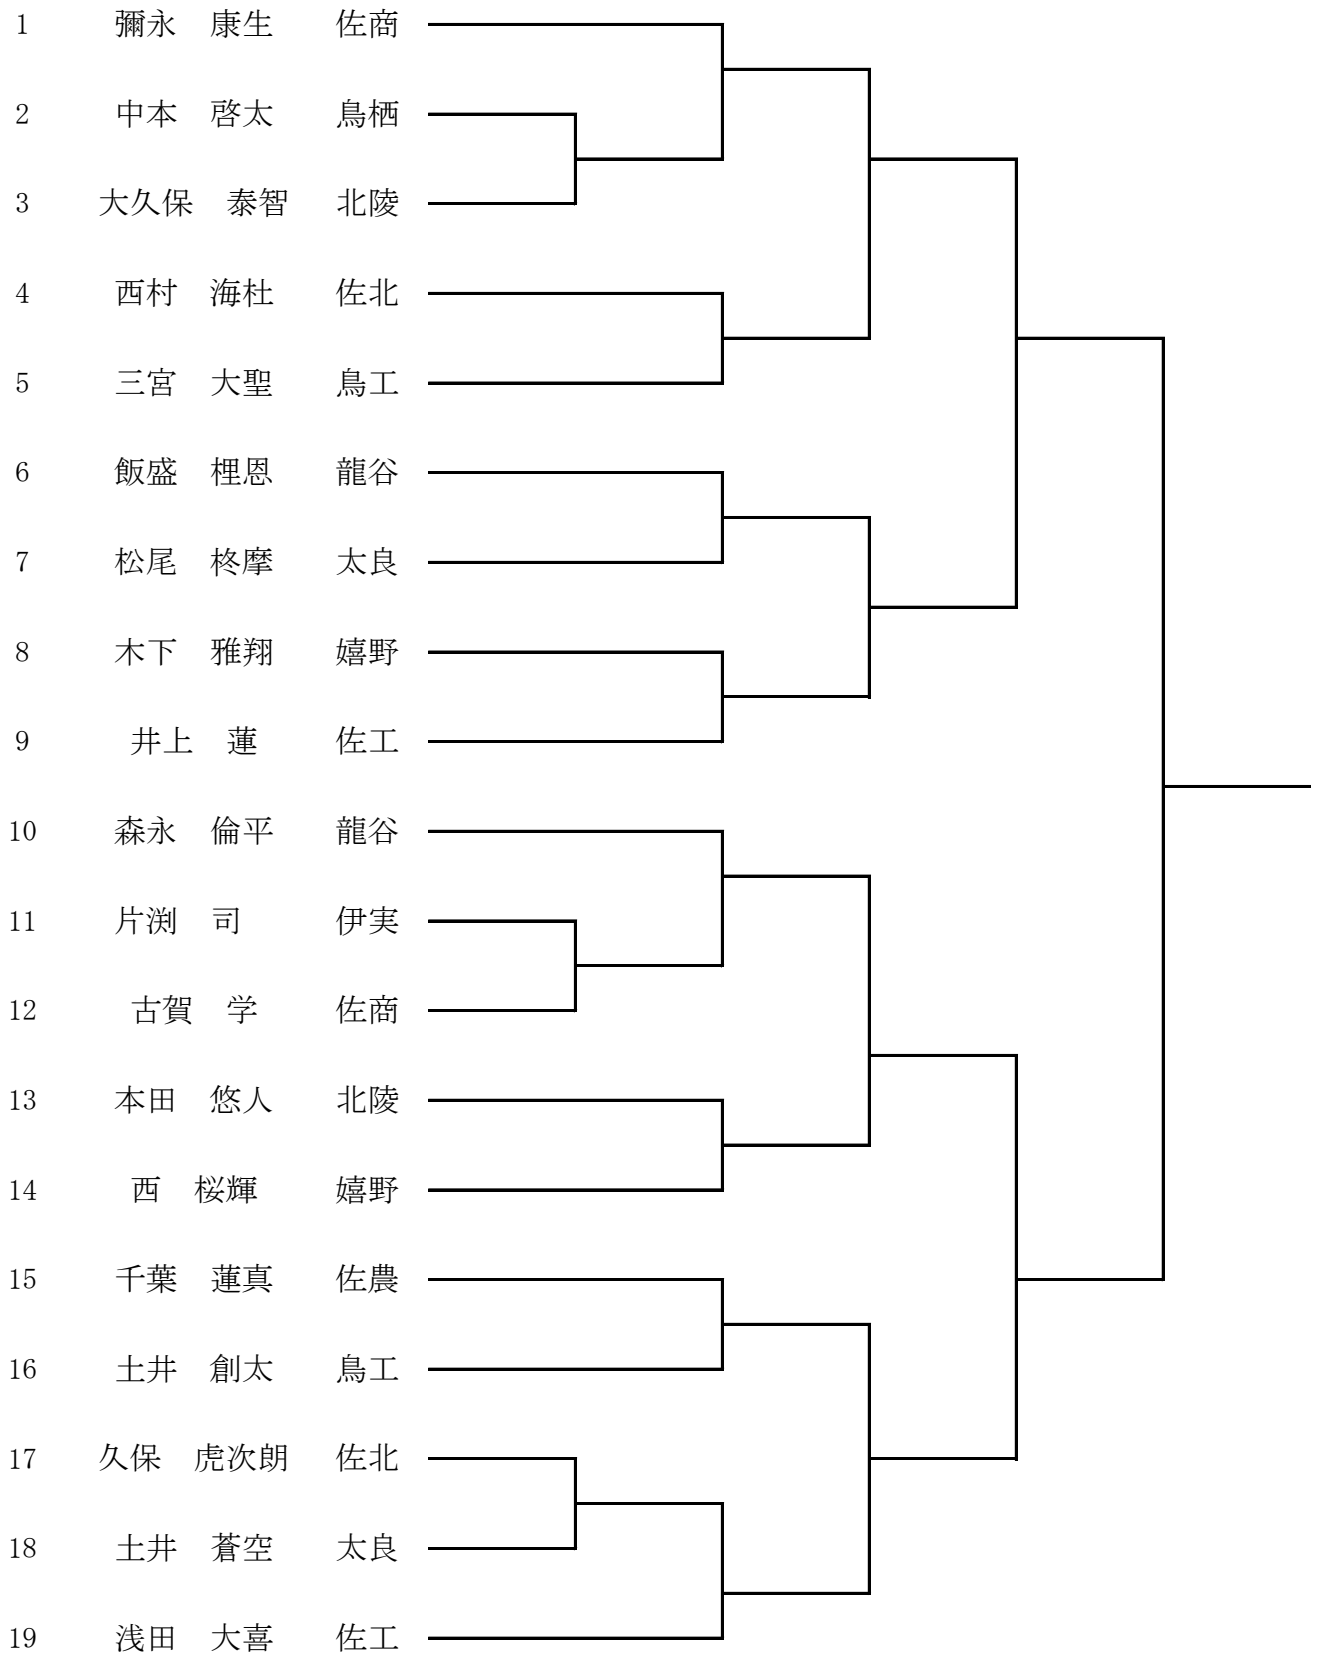 1 彌永 康生 佐商
2 中本 啓太 鳥栖
3 大久保 泰智 北陵
4 西村 海杜 佐北
5 三宮 大聖 鳥工
6 飯盛 梩恩 龍谷
7 松尾 柊摩 太良
8 木下 雅翔 嬉野
9 井上 蓮 佐工
10 森永 倫平 龍谷
11 片渕 司 伊実
12 古賀 学 佐商
13 本田 悠人 北陵
14 西 桜輝 嬉野
15 千葉 蓮真 佐農
16 土井 創太 鳥工
17 久保 虎次朗 佐北
18 土井 蒼空 太良
19 浅田 大喜 佐工